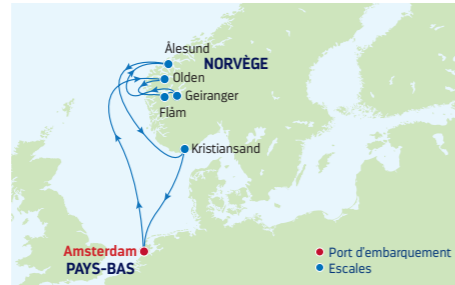 Ålesund
NORVÈGE
Olden
Geiranger
Flåm
Kristiansand
Amsterdam
PAYS-BAS
Port d'embarquement
Escales